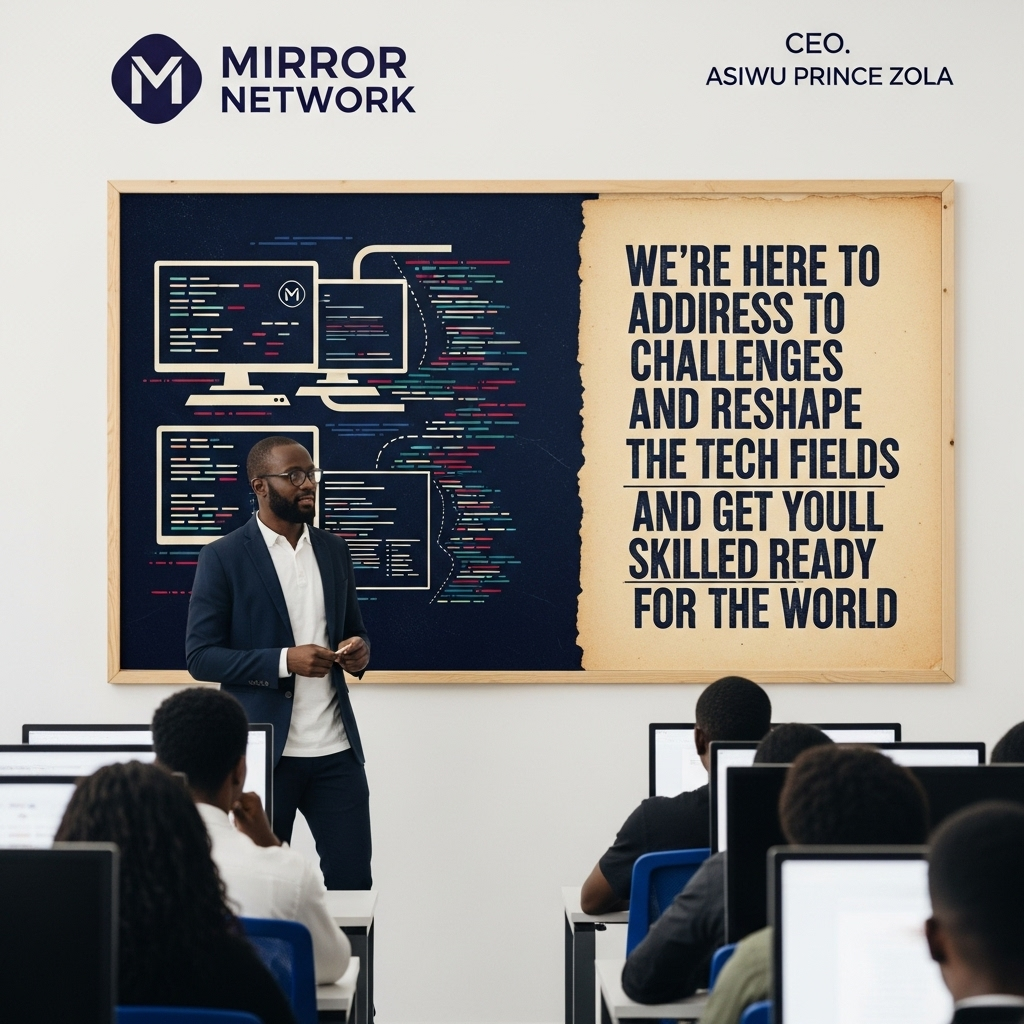 M MIRROR
NETWORK
CEO.
ASIWU PRINCE ZOLA
M
WE'RE HERE TO
ADDIRESS TO
CHALLENGES
AND RESHAPE
THE TECH FIELDS
AND GET YOULL
SKILLED READY
FOR THE WORLD